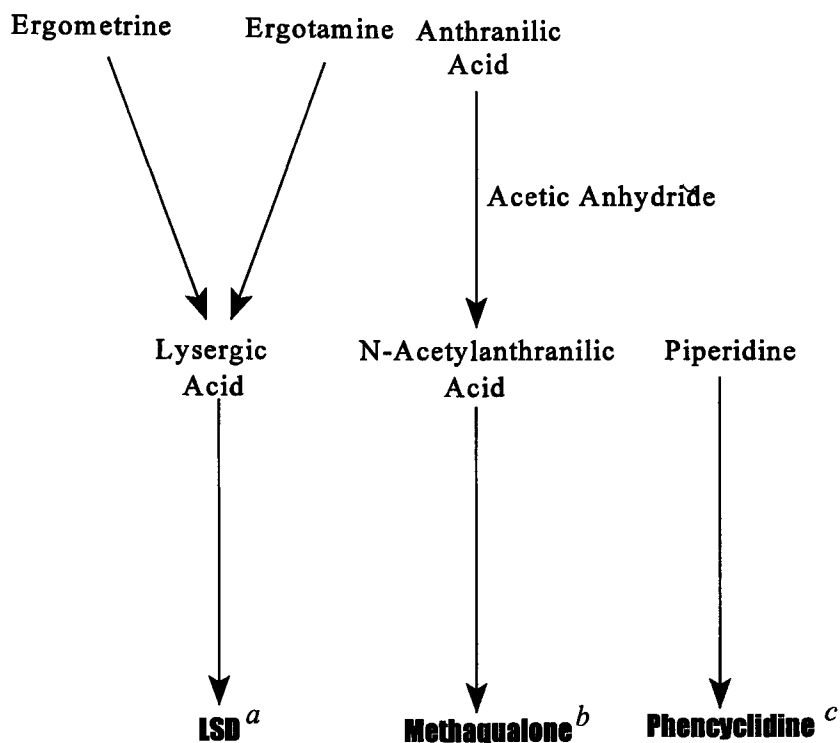 Ergometrine
Ergotamine
Anthranilic
Acid
Acetic Anhydride
Lysergic
Acid
N-Acetylanthranilic
Acid
Piperidine
LSD a
Methaqualone b
Phencyclidine c